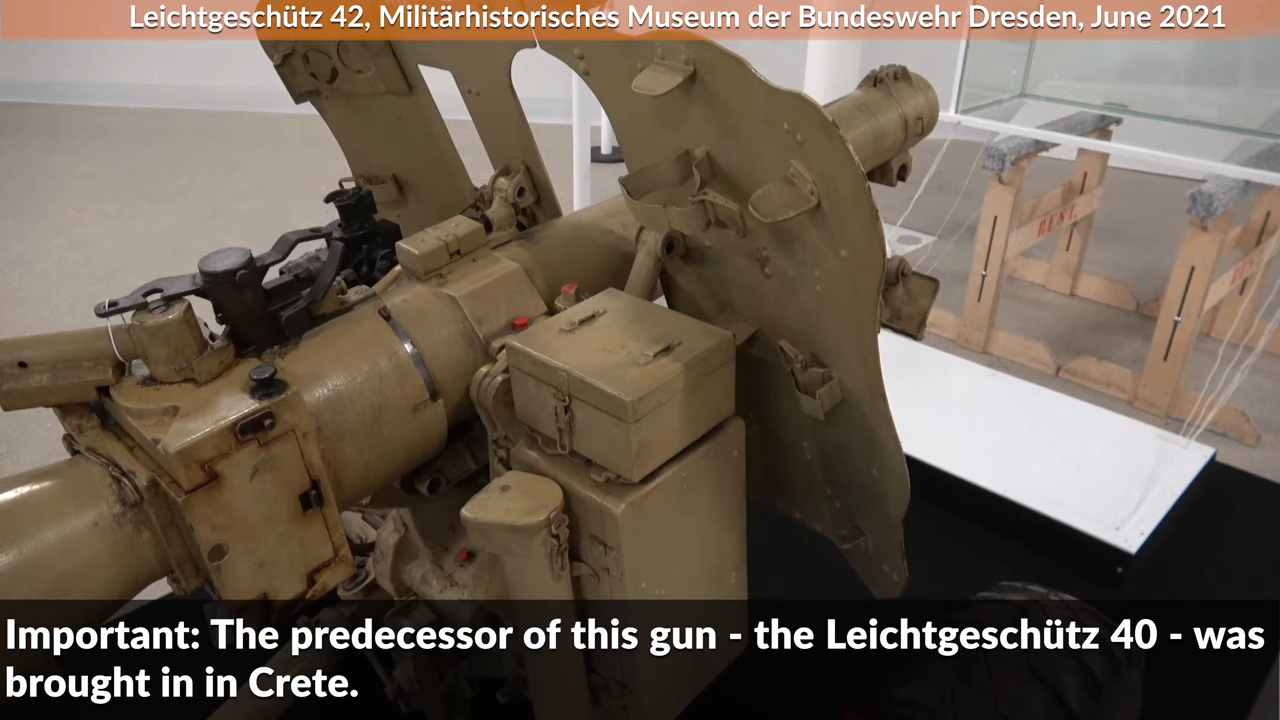 Leichtgeschütz 42, Militärhistorisches Museum der Bundeswehr Dresden, June 2021
BEST.
Important: The predecessor of this gun - the Leichtgeschütz 40 - was
brought in in Crete.